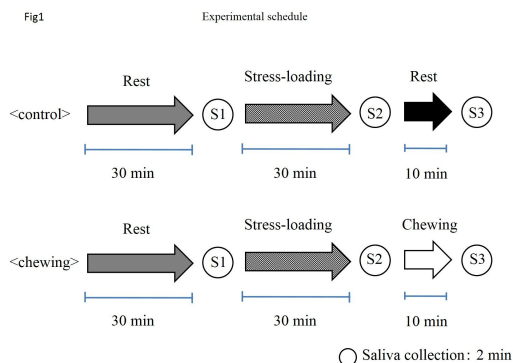 Fig1
Experimental schedule
Rest
Stress-loading
Rest
<control>
S1
S2
S3
30 min
30 min
10 min
Rest
Stress-loading
Chewing
<chewing>
S1
S2
S3
30 min
30 min
10 min
Saliva collection: 2 min